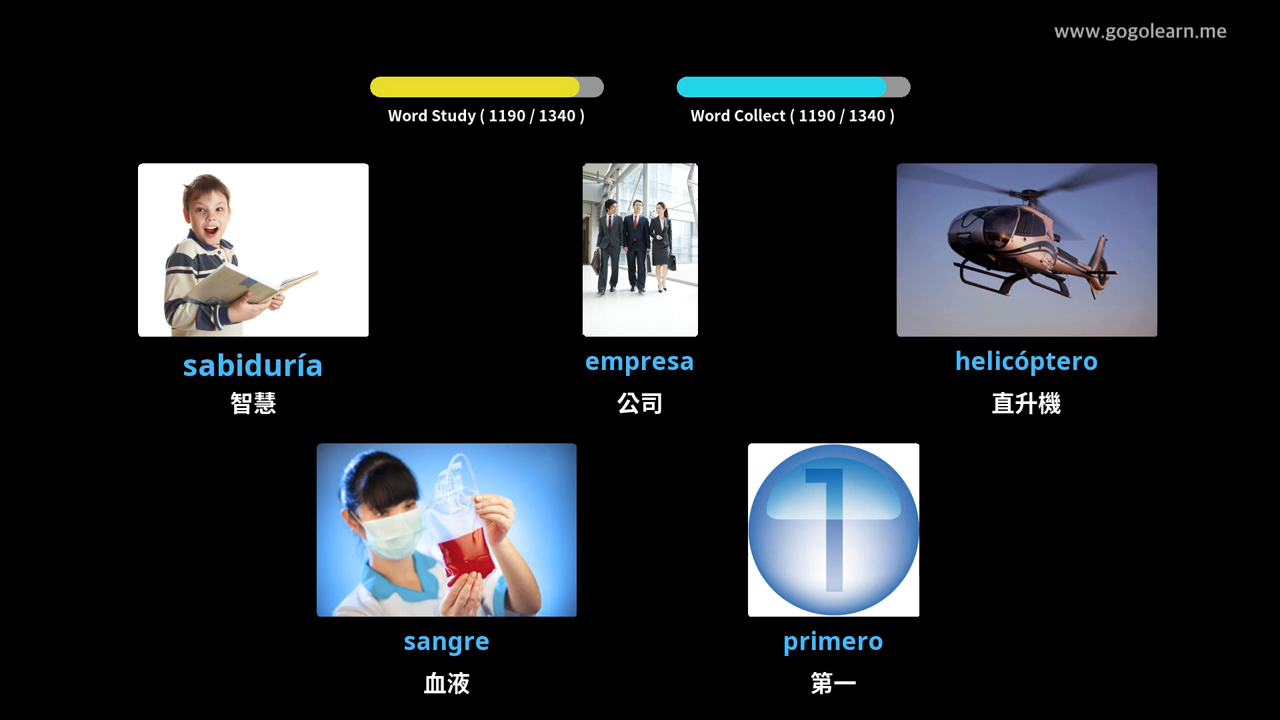 www.gogolearn.me
Word Study ( 1190 / 1340 )
Word Collect ( 1190 / 1340 )
sabiduría
智慧
empresa
公司
helicóptero
直升機
sangre
血液
primero
第一